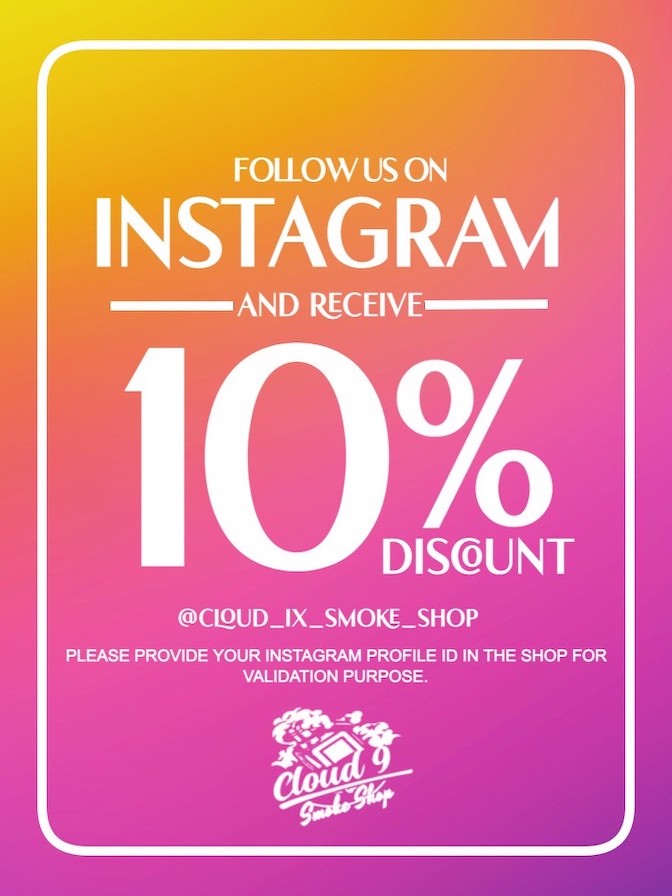 FOLLOW US ON
INSTAGRAM
AND RECEIVE
10%
DISCOUNT
@CLOUD_IX_SMOKE_SHOP
PLEASE PROVIDE YOUR INSTAGRAM PROFILE ID IN THE SHOP FOR
VALIDATION PURPOSE.
Cloud 9
Smoke Shop